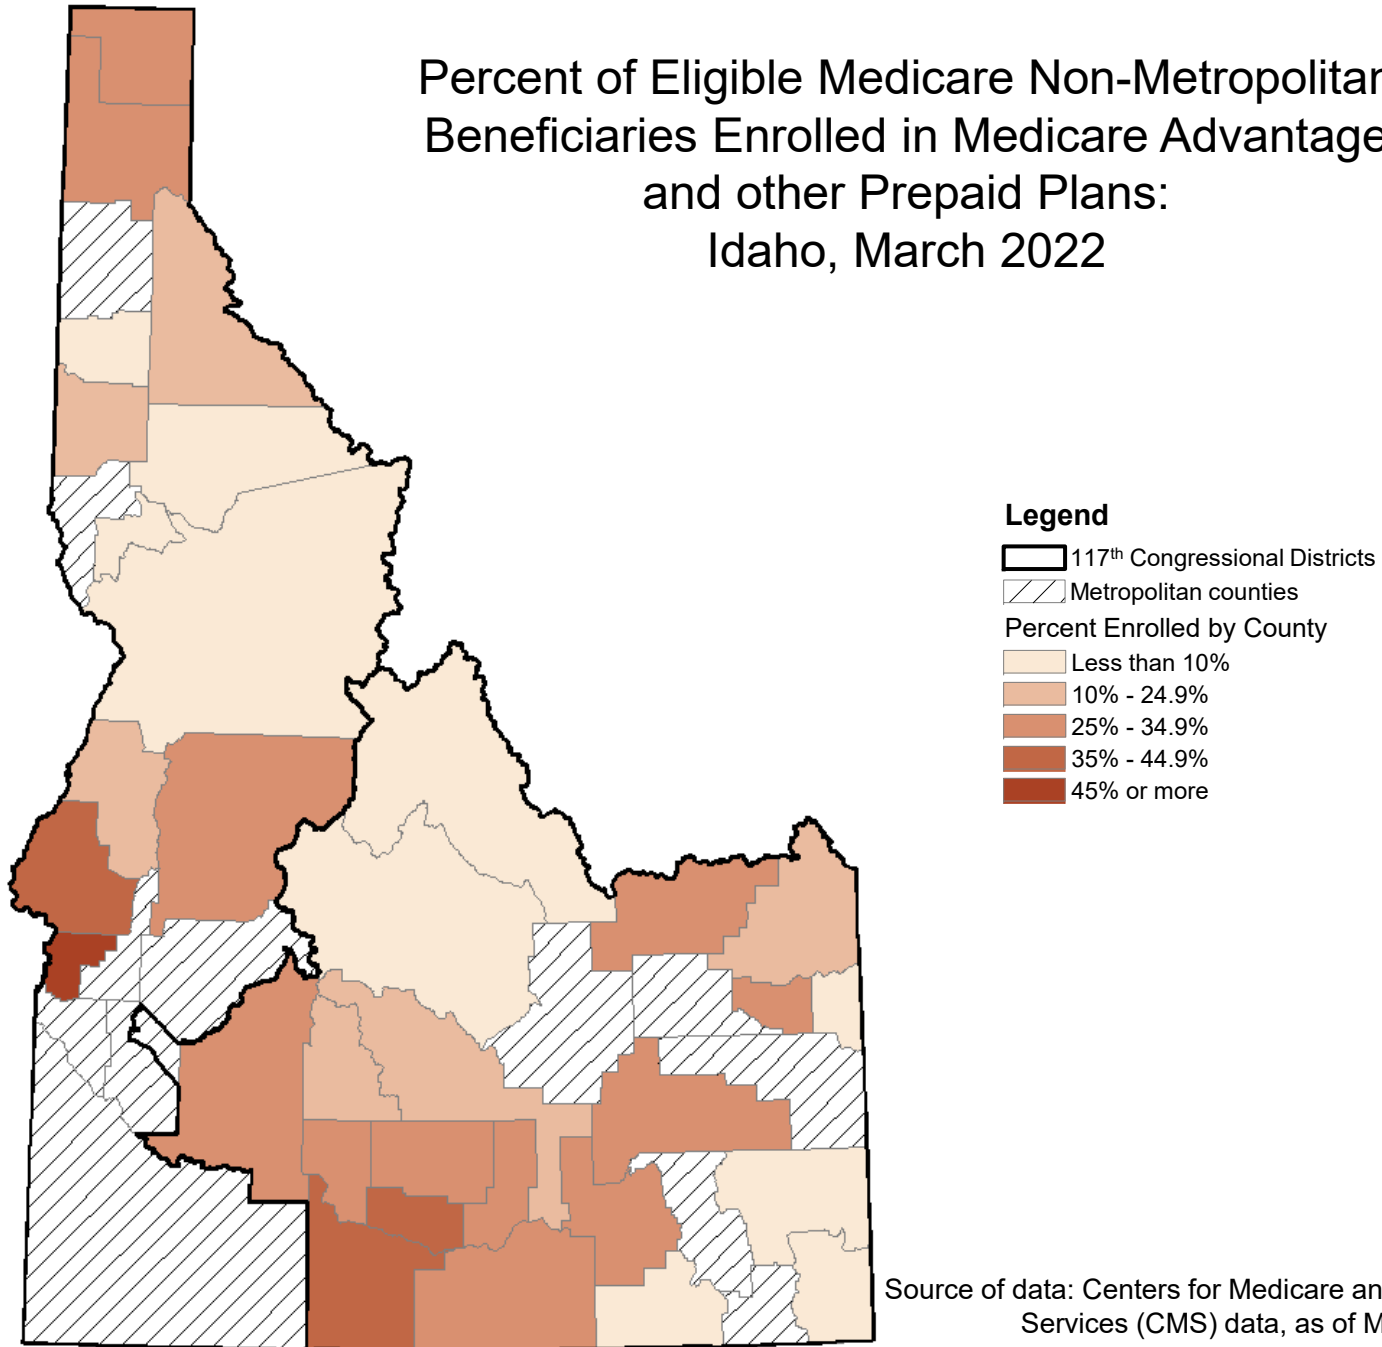 Percent of Eligible Medicare Non-Metropolitan
Beneficiaries Enrolled in Medicare Advantage
and other Prepaid Plans:
Idaho, March 2022
Legend
117th Congressional Districts
Metropolitan counties
Percent Enrolled by County
Less than 10%
10% - 24.9%
25% - 34.9%
35% - 44.9%
45% or more
Source of data: Centers for Medicare an
Services (CMS) data, as of M